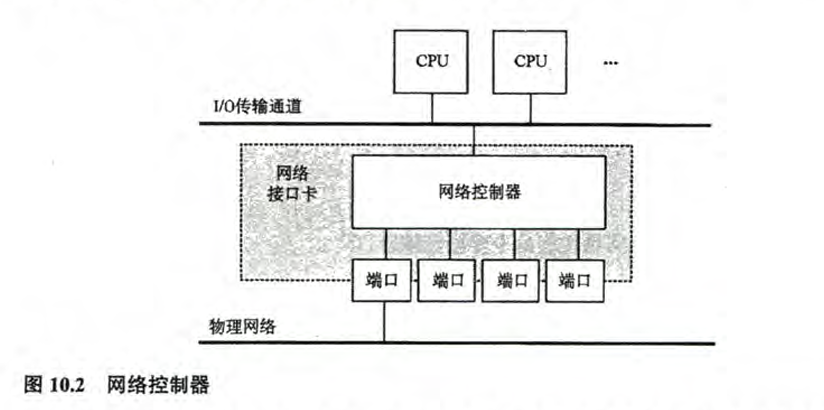 CPU CPU ...
I/O传输通道
网络
接口卡
网络控制器
端口 端口 端口 端口
物理网络
图 10.2 网络控制器